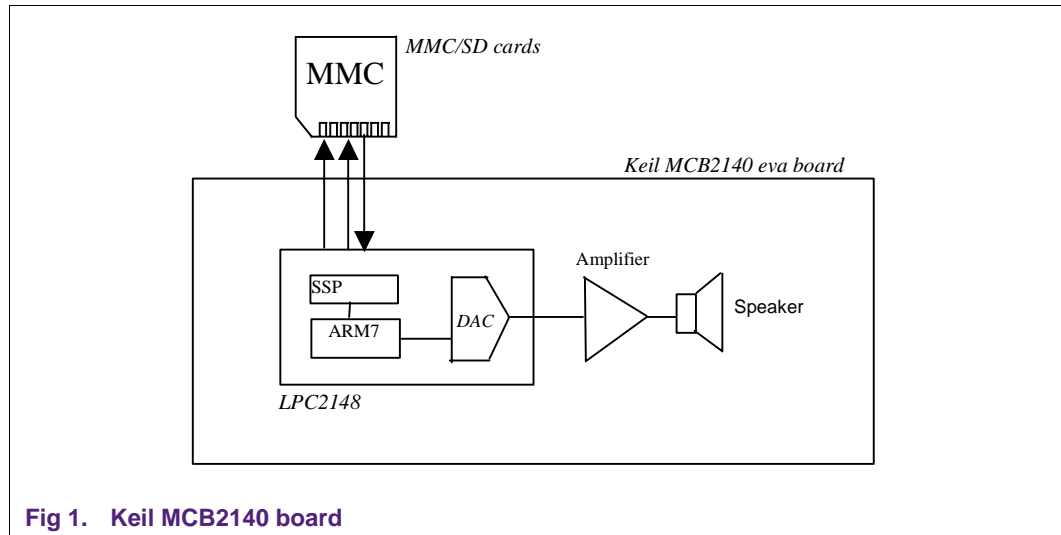 MMC/SD cards
MMC
Keil MCB2140 eva board
Amplifier
SSP
Speaker
DAC
ARM7
LPC2148
Fig 1. Keil MCB2140 board